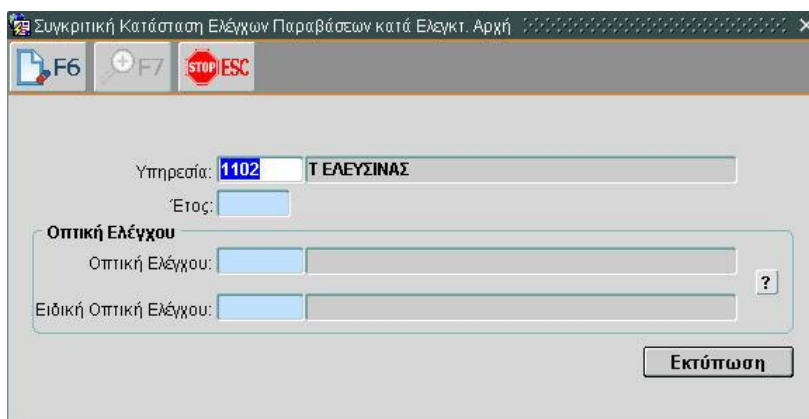 Συγκριτική Κατάσταση Ελέγχων Παραβάσεων κατά Ελεγκτ. Αρχή
F6 F7 STOP ESC
Υπηρεσία: 1102 Τ ΕΛΕΥΣΙΝΑΣ
Έτος:
Οπτική Ελέγχου
Οπτική Ελέγχου:
?
Ειδική Οπτική Ελέγχου:
Εκτύπωση